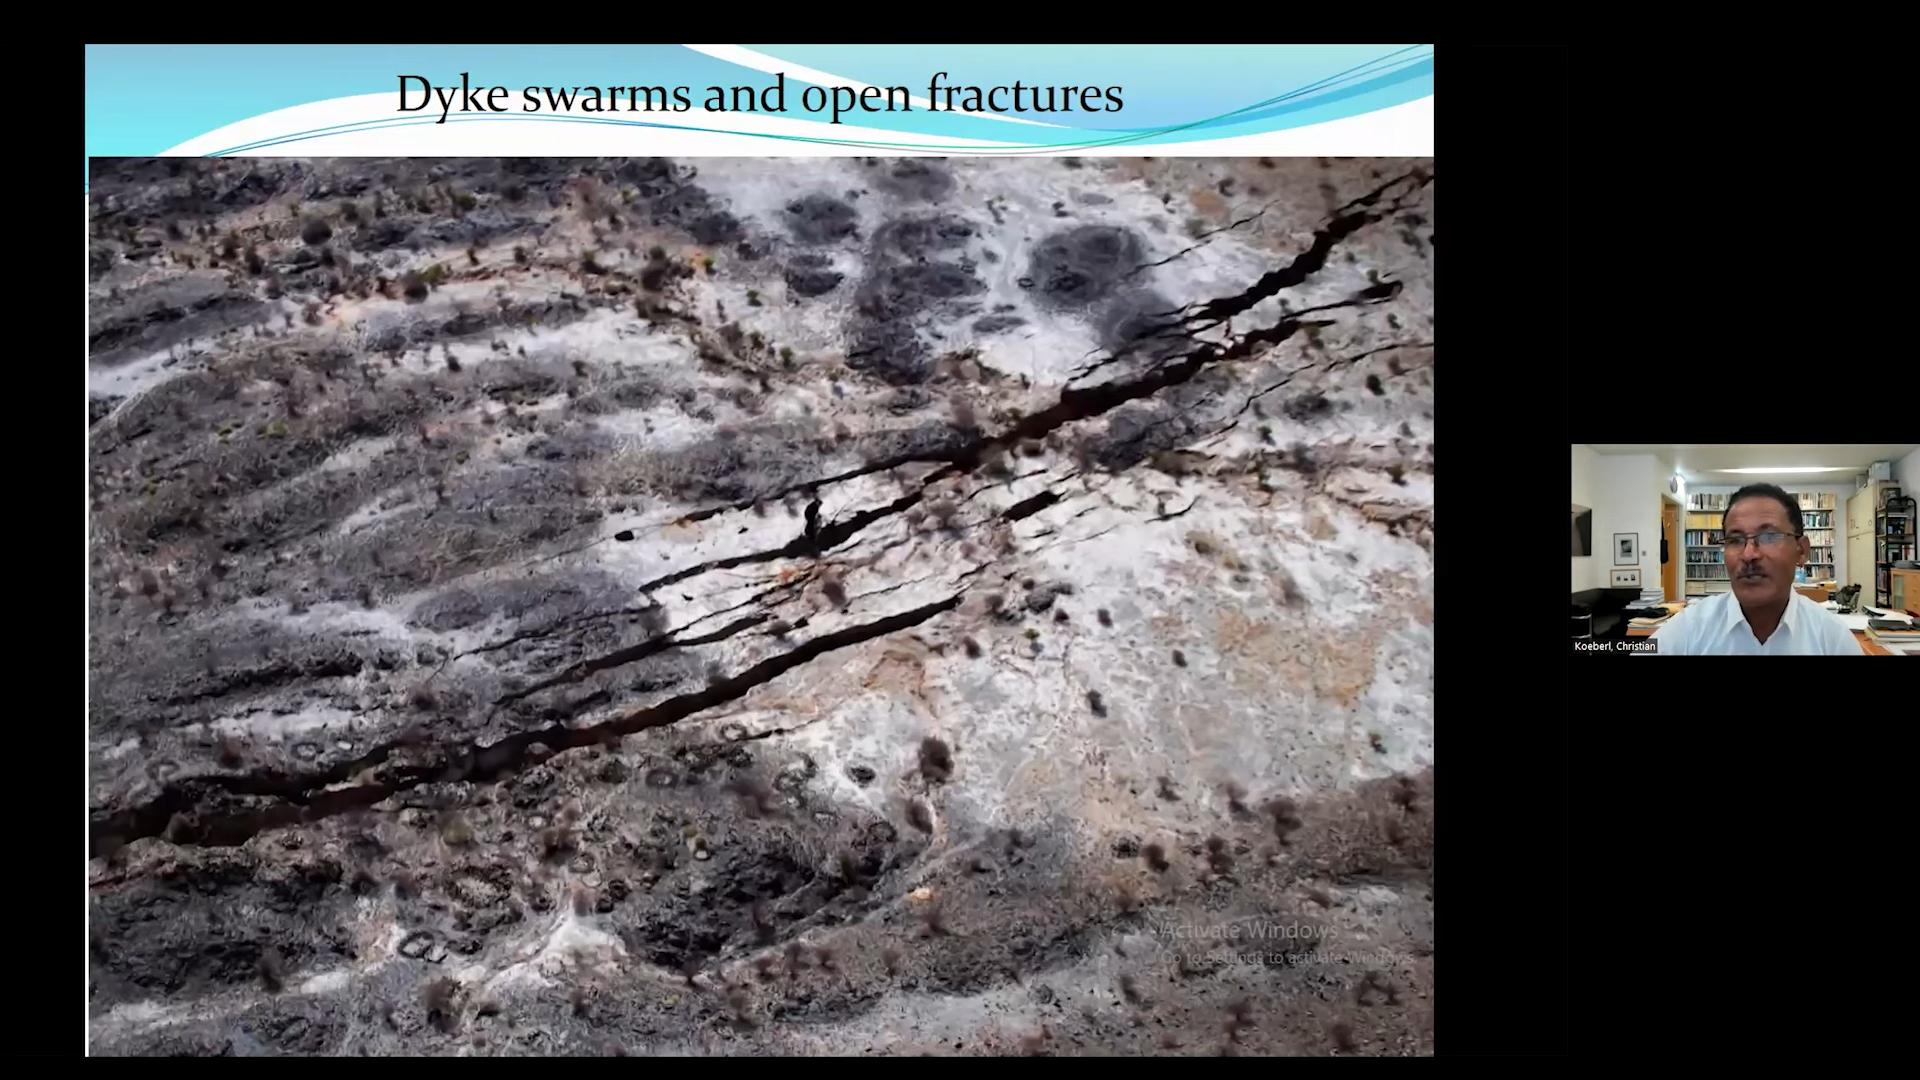 Dyke swarms and open fractures
Activate Windows
Go to Settings to activate Windows.
Koeberl, Christian